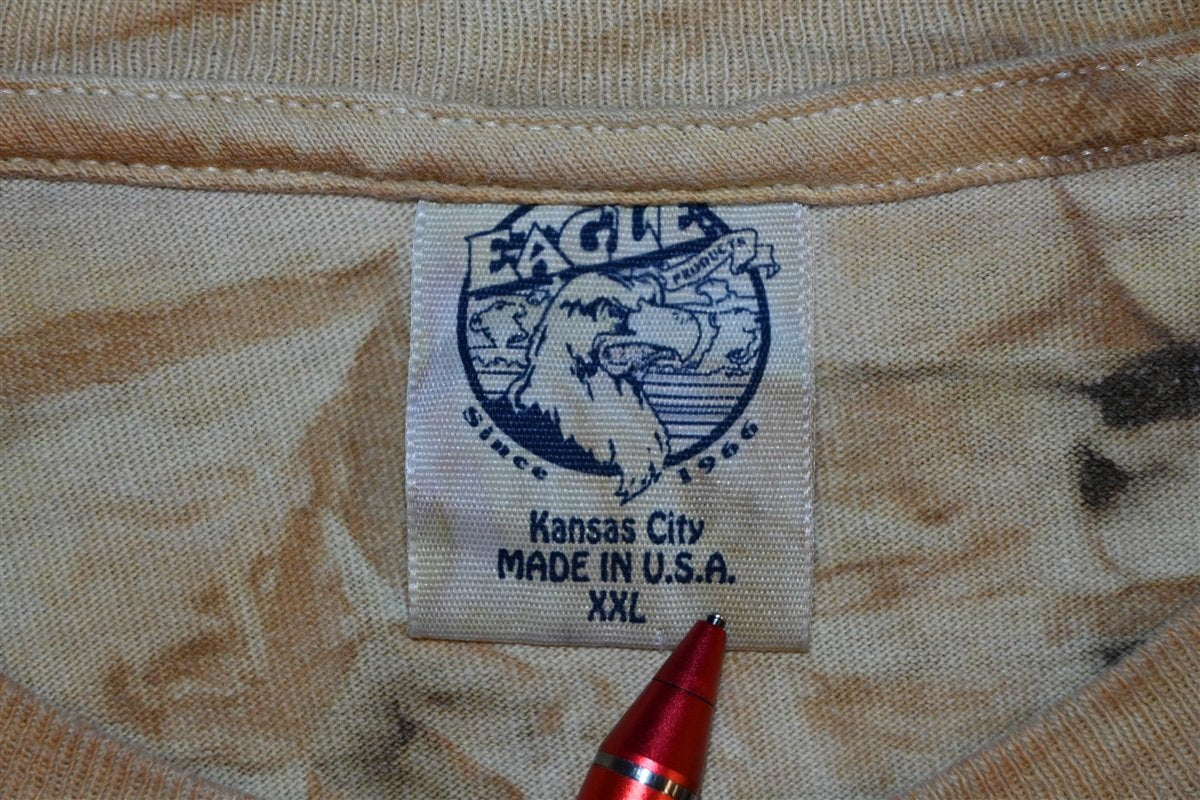 EAGLE
PRODUCTS
Since 1966
Kansas City
MADE IN U.S.A.
XXL